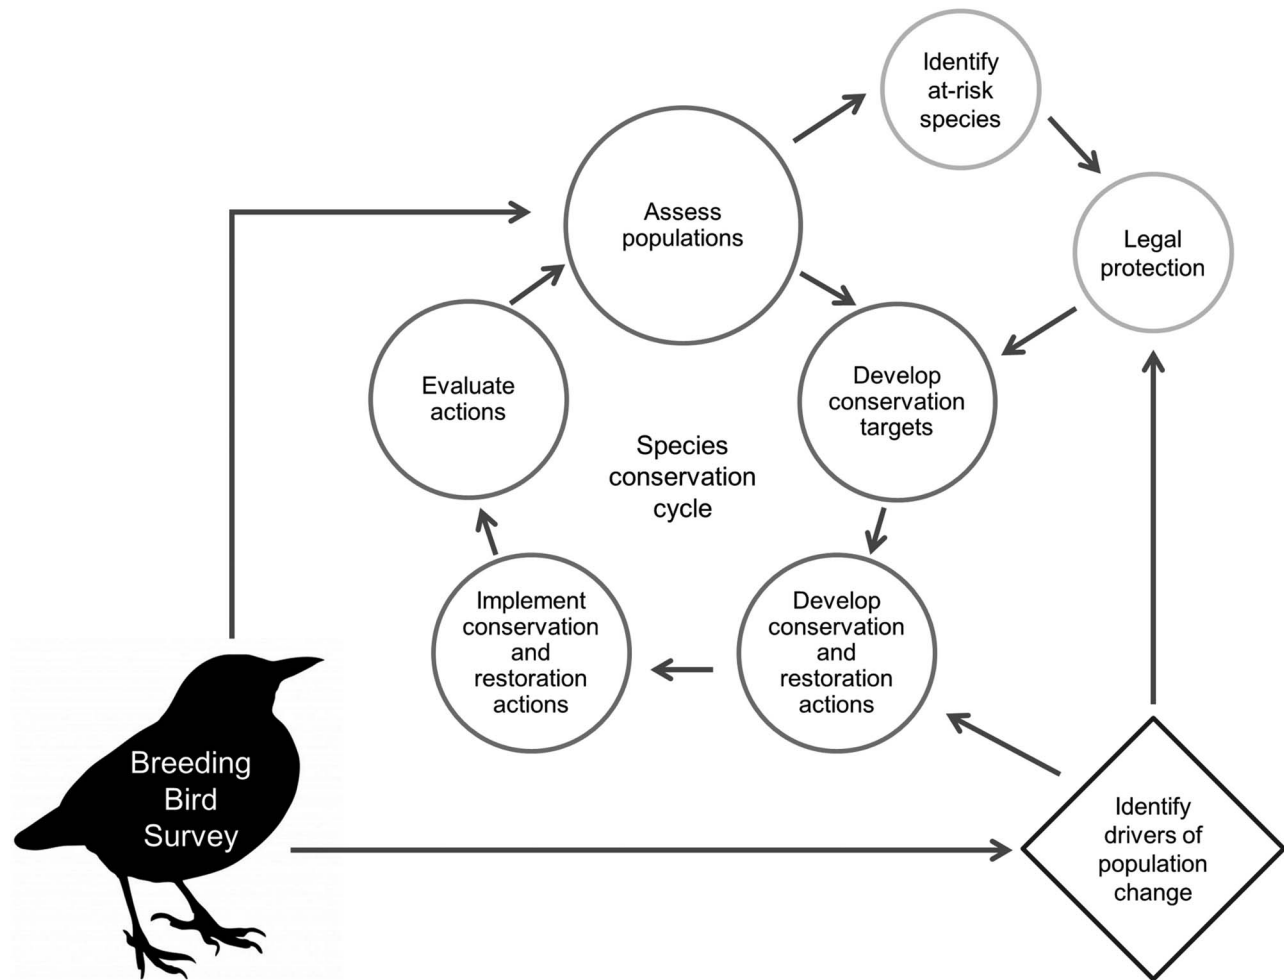 Identify
at-risk
species
Assess
populations
Legal
protection
Evaluate
actions
Develop
conservation
targets
Species
conservation
cycle
Implement
conservation
and
restoration
actions
Develop
conservation
and
restoration
actions
Breeding
Bird
Survey
Identify
drivers of
population
change